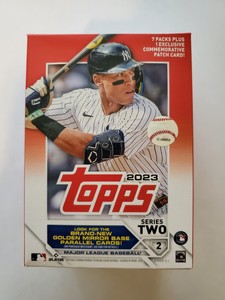 7 PACKS PLUS
1 EXCLUSIVE
COMMEMORATIVE
PATCH CARD!
2023
TOPPS
SERIES
TWO
2
LOOK FOR THE
BRAND-NEW
GOLDEN MIRROR BASE
PARALLEL CARDS!
MAJOR LEAGUE BASEBALL